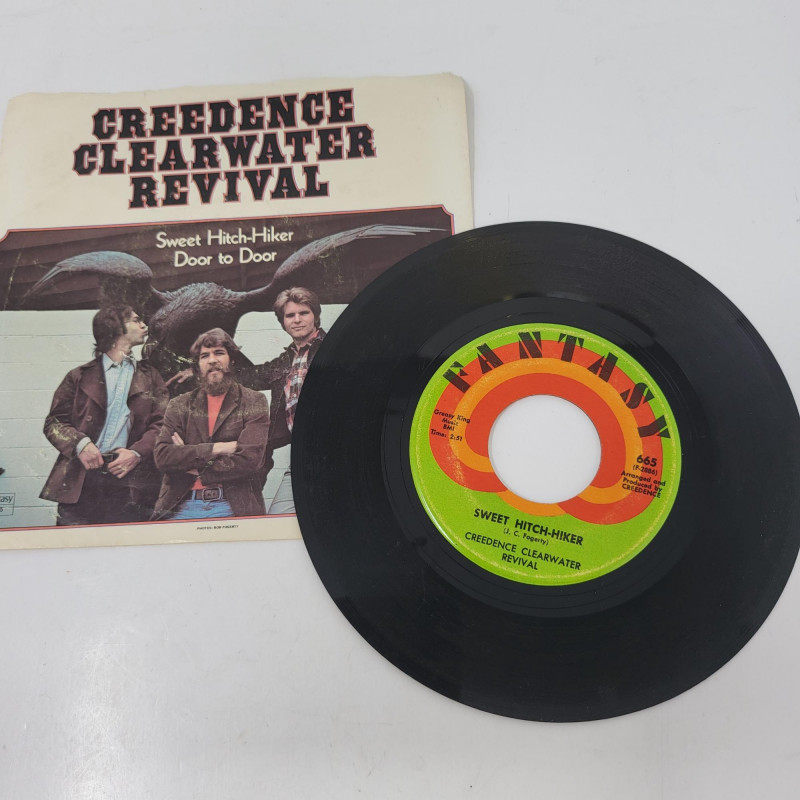 CREEDENCE
CLEARWATER
REVIVAL
Sweet Hitch-Hiker
Door to Door
FANTASY
Greasy King
Music
BMI
Time: 2:51
665
(F-2886)
Arranged and
Produced by
CREEDENCE
SWEET HITCH-HIKER
(J. C. Fogerty)
CREEDENCE CLEARWATER
REVIVAL